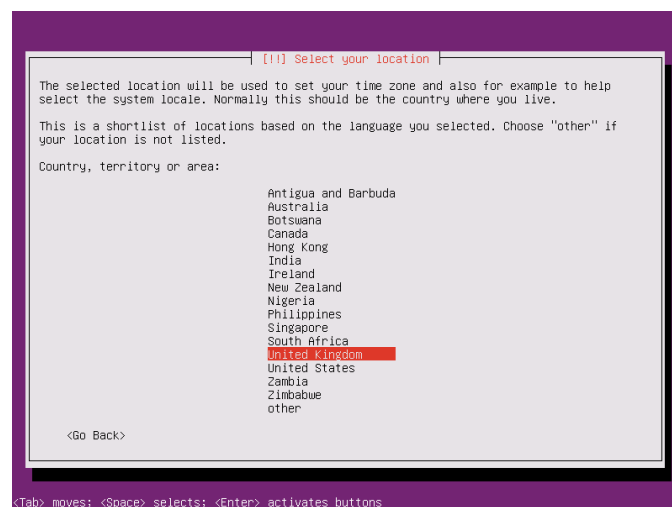 [!!] Select your location
The selected location will be used to set your time zone and also for example to help
select the system locale. Normally this should be the country where you live.
This is a shortlist of locations based on the language you selected. Choose "other" if
your location is not listed.
Country, territory or area:
Antigua and Barbuda
Australia
Botswana
Canada
Hong Kong
India
Ireland
New Zealand
Nigeria
Philippines
Singapore
South Africa
United Kingdom
United States
Zambia
Zimbabwe
other
<Go Back>
<Tab> moves; <Space> selects; <Enter> activates buttons